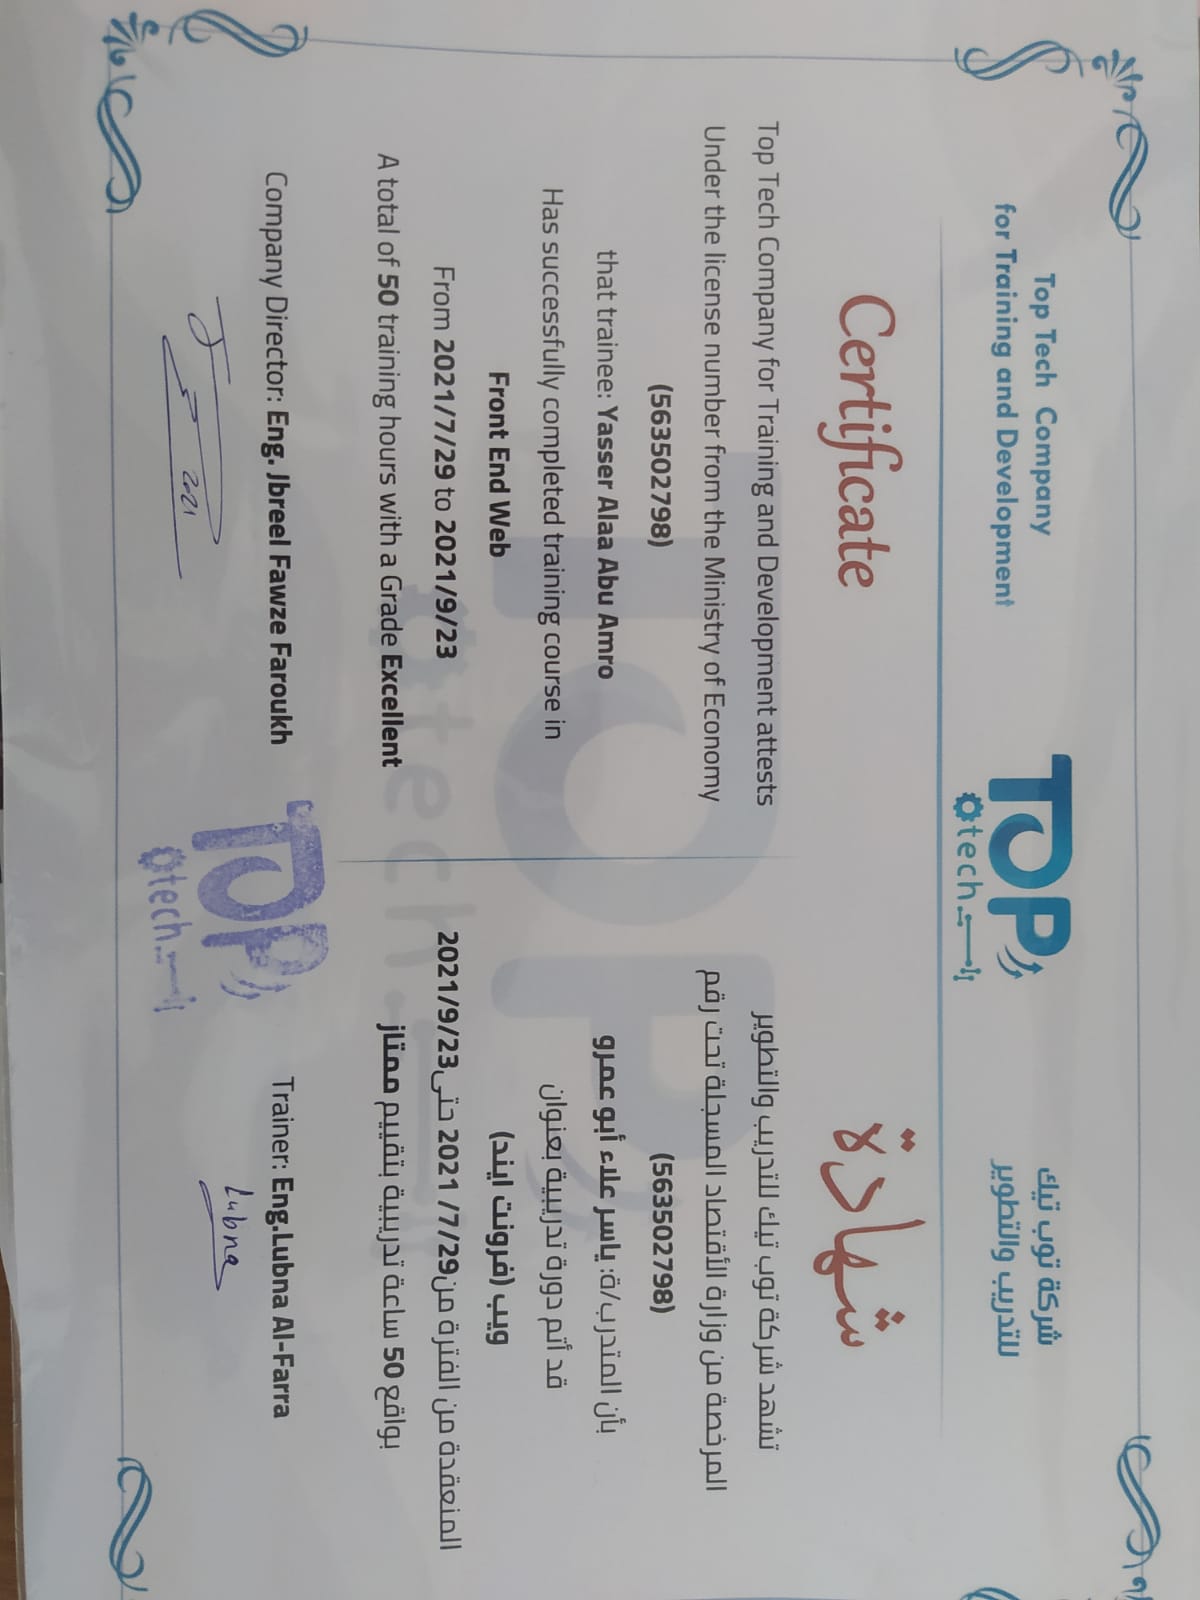 Top Tech Company
for Training and Development
TOP
tech
شركة توب تيك
للتدريب والتطوير
Certificate
Top Tech Company for Training and Development attests
Under the license number from the Ministry of Economy
(563502798)
that trainee: Yasser Alaa Abu Amro
Has successfully completed training course in
Front End Web
From 2021/7/29 to 2021/9/23
A total of 50 training hours with a Grade Excellent
شهادة
تشهد شركة توب تيك للتدريب والتطوير
المرخصة من وزارة الأقتصاد المسجلة تحت رقم
(563502798)
بأن المتدرب/ة: ياسر علاء أبو عمرو
قد أتم دورة تدريبية بعنوان
ويب (فرونت ايند)
المنعقدة من الفترة من2021 /7/29 حتى2021/9/23
بواقع 50 ساعة تدريبية بتقييم ممتاز
TOP
tech
Company Director: Eng. Jbreel Fawze Faroukh
2021
TOP
tech
Trainer: Eng.Lubna Al-Farra
Lubna